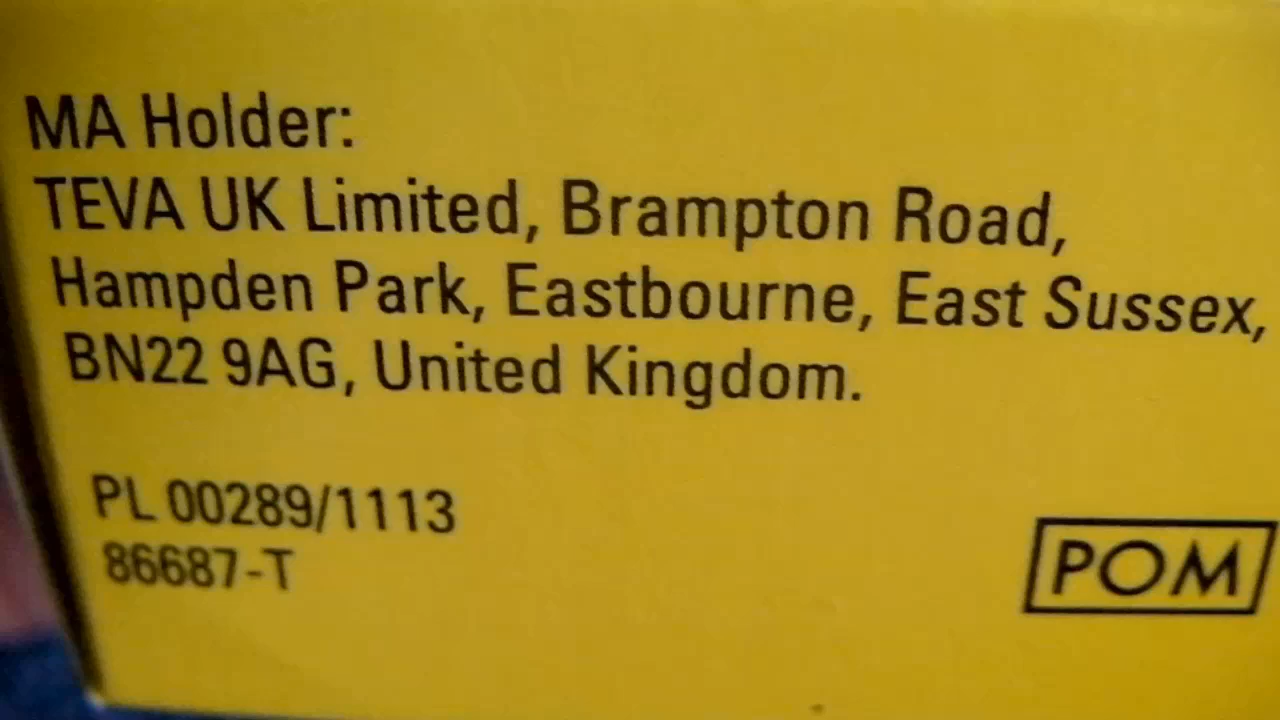 MA Holder:
TEVA UK Limited, Brampton Road,
Hampden Park, Eastbourne, East Sussex,
BN22 9AG, United Kingdom.
PL 00289/1113
86687-T
POM